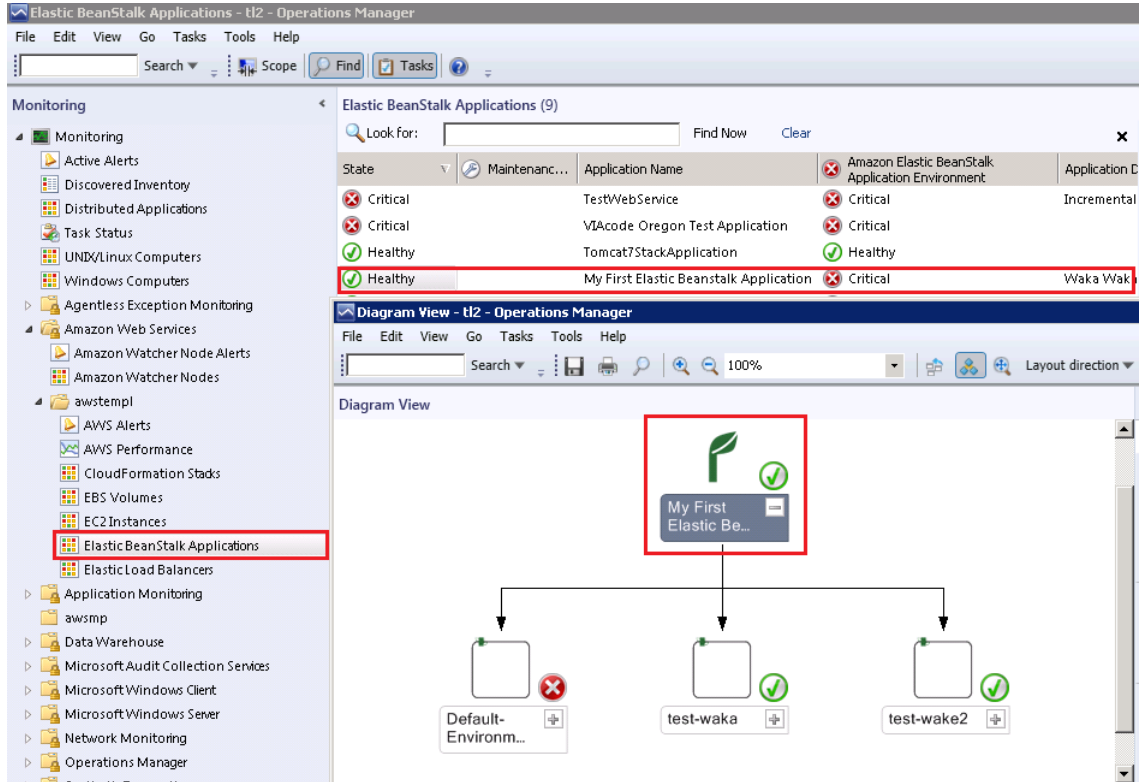 Elastic BeanStalk Applications - tl2 - Operations Manager
File Edit View Go Tasks Tools Help
Search Scope Find Tasks
Monitoring
Monitoring
Active Alerts
Discovered Inventory
Distributed Applications
Task Status
UNIX/Linux Computers
Windows Computers
Agentless Exception Monitoring
Amazon Web Services
Amazon Watcher Node Alerts
Amazon Watcher Nodes
awstempl
AWS Alerts
AWS Performance
CloudFormation Stacks
EBS Volumes
EC2 Instances
Elastic BeanStalk Applications
Elastic Load Balancers
Application Monitoring
awsmp
Data Warehouse
Microsoft Audit Collection Services
Microsoft Windows Client
Microsoft Windows Server
Network Monitoring
Operations Manager
Elastic BeanStalk Applications (9)
Look for: Find Now Clear
State Maintenanc... Application Name Amazon Elastic BeanStalk Application Environment Application D
Critical TestWebService Critical Incremental
Critical VIAcode Oregon Test Application Critical
Healthy Tomcat7StackApplication Healthy
Healthy My First Elastic Beanstalk Application Critical Waka Waka
Diagram View - tl2 - Operations Manager
File Edit View Go Tasks Tools Help
Search 100% Layout direction
Diagram View
My First
Elastic Be...
Default-
Environm...
test-waka
test-wake2